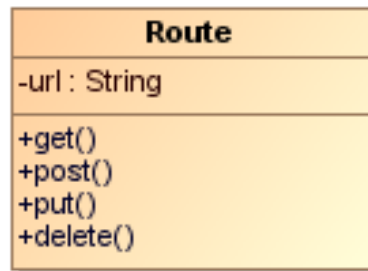 Route
-url : String
+get()
+post()
+put()
+delete()